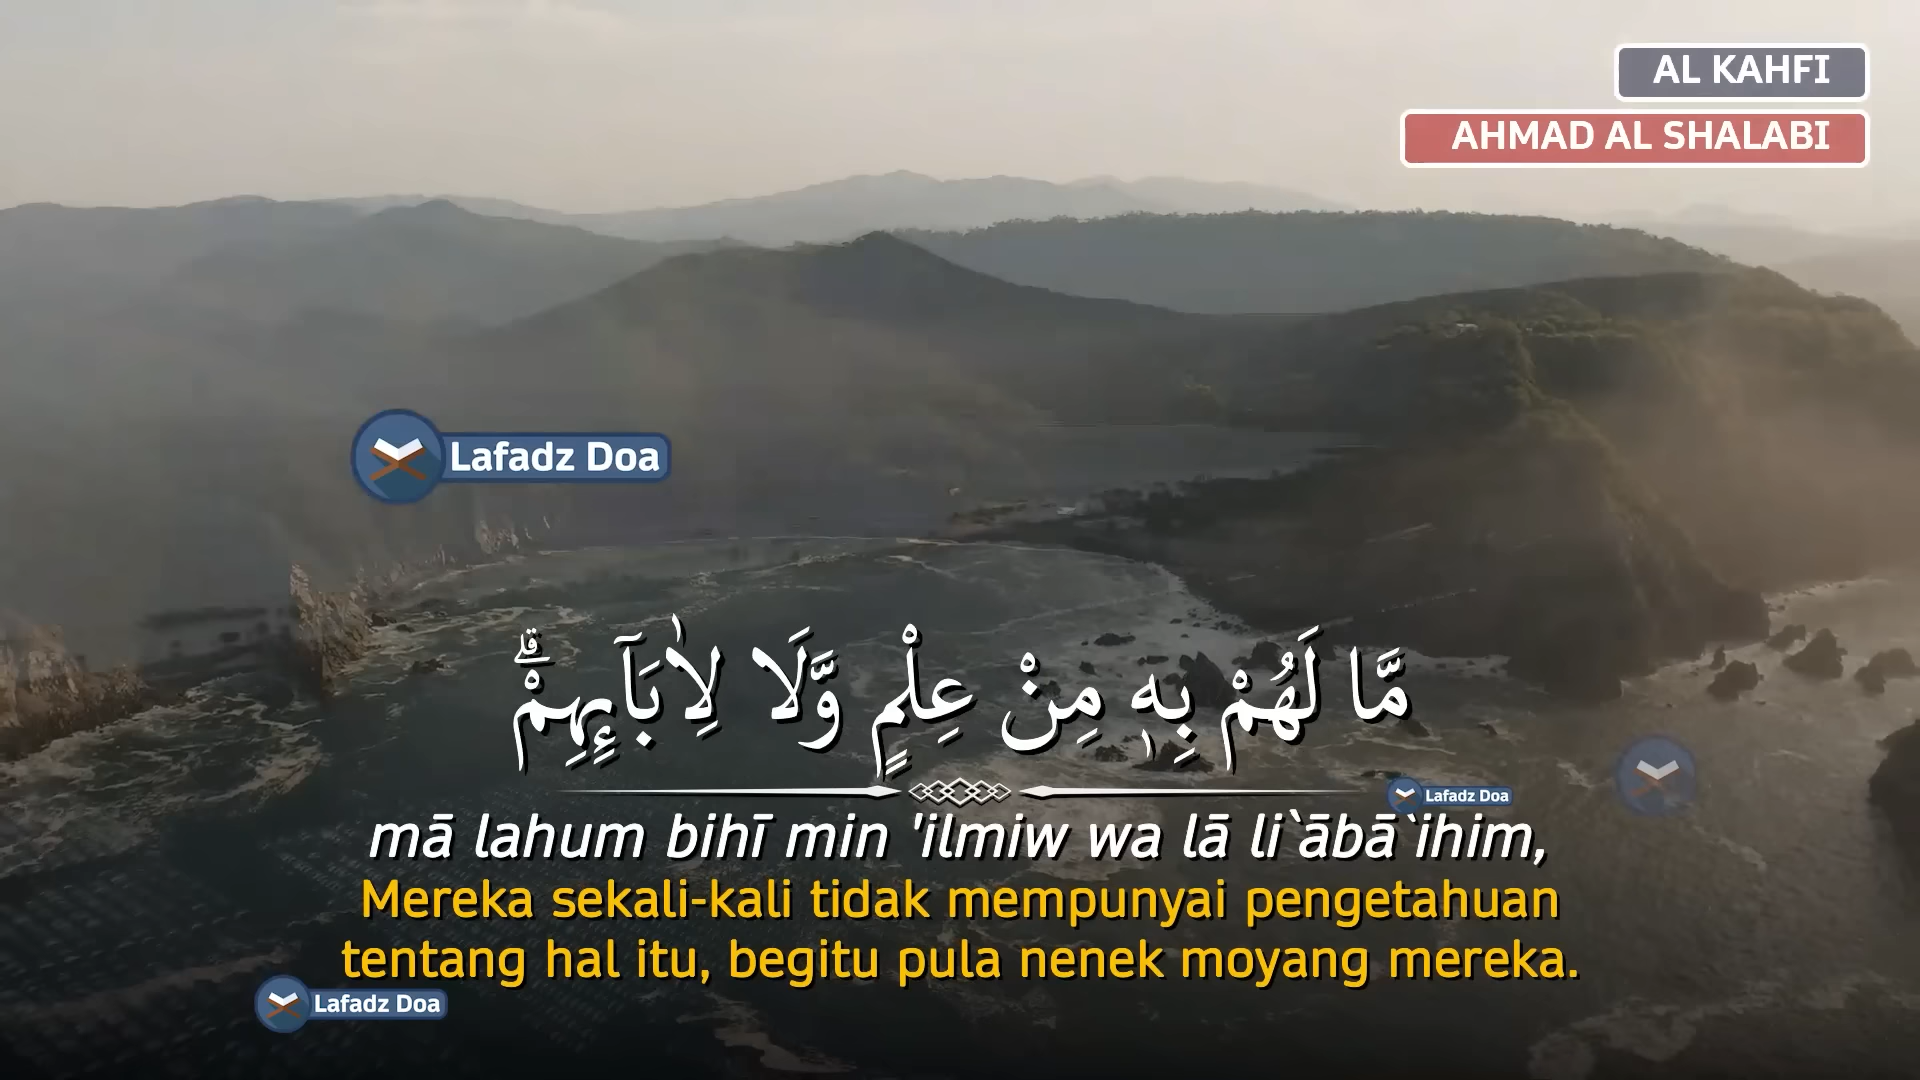 AL KAHFI
AHMAD AL SHALABI
Lafadz Doa
مَّا لَهُمْ بِهٖ مِنْ عِلْمٍ وَّلَا لِاٰبَاۤىِٕهِمْۗ
Lafadz Doa
mā lahum bihī min 'ilmiw wa lā li`ābā`ihim,
Mereka sekali-kali tidak mempunyai pengetahuan
tentang hal itu, begitu pula nenek moyang mereka.
Lafadz Doa